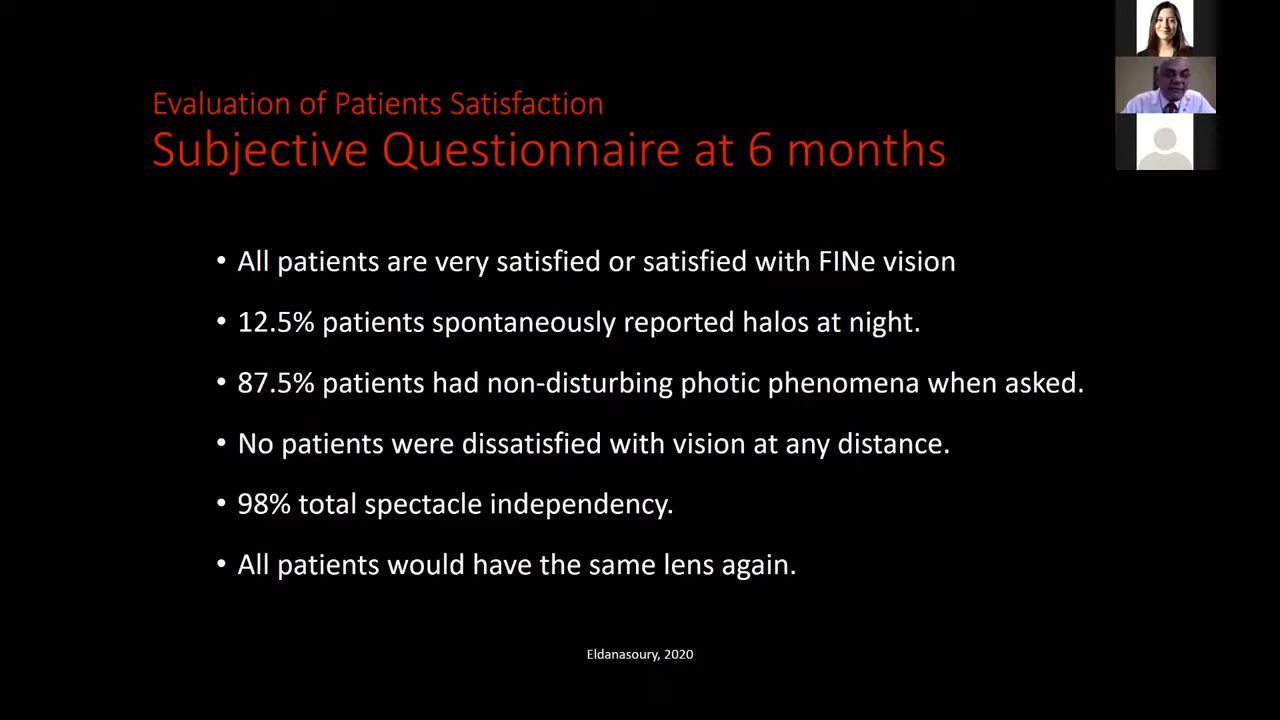 Evaluation of Patients Satisfaction
Subjective Questionnaire at 6 months
• All patients are very satisfied or satisfied with FINe vision
• 12.5% patients spontaneously reported halos at night.
• 87.5% patients had non-disturbing photic phenomena when asked.
• No patients were dissatisfied with vision at any distance.
• 98% total spectacle independency.
• All patients would have the same lens again.
Eldanasoury, 2020